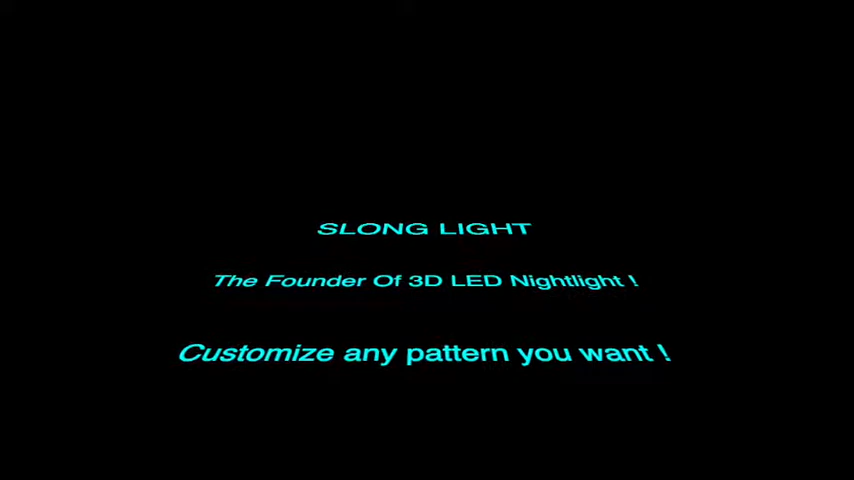 SLONG LIGHT
The Founder Of 3D LED Nightlight !
Customize any pattern you want !